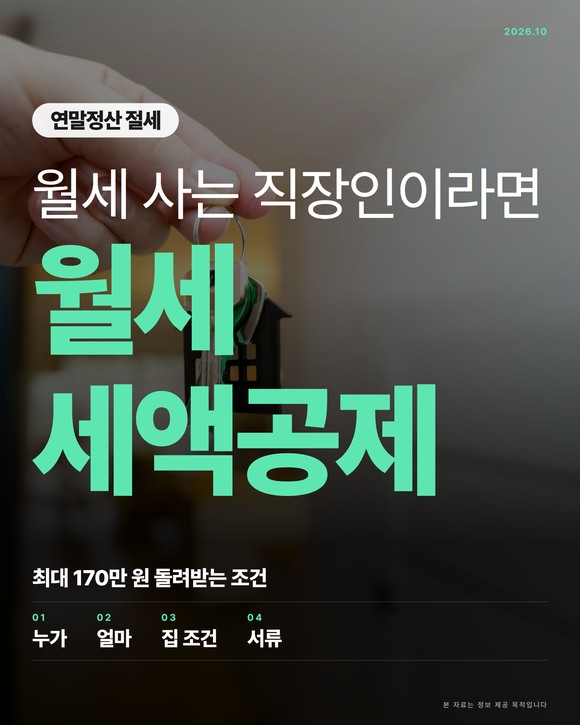 2026.10
연말정산 절세
월세 사는 직장인이라면
월세
세액공제
최대 170만 원 돌려받는 조건
01 02 03 04
누가 얼마 집 조건 서류
본 자료는 정보 제공 목적입니다